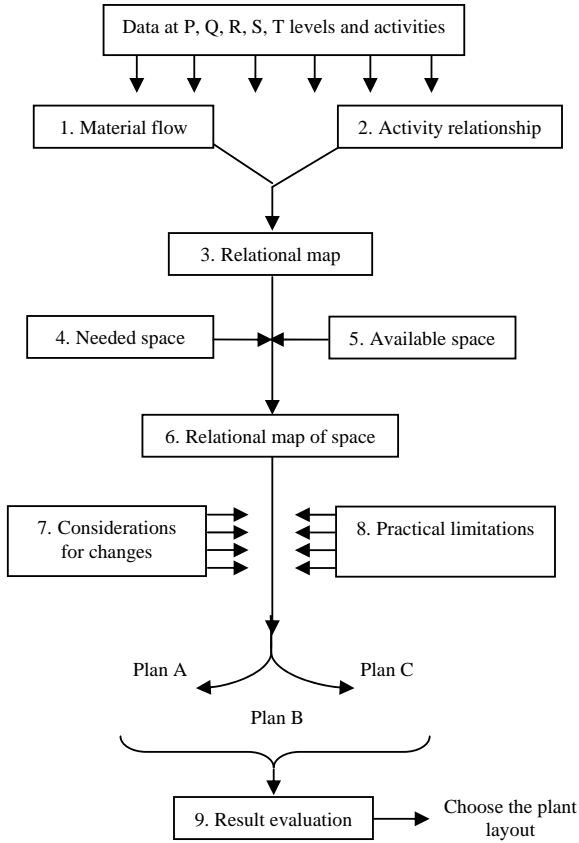 Data at P, Q, R, S, T levels and activities
1. Material flow
2. Activity relationship
3. Relational map
4. Needed space
5. Available space
6. Relational map of space
7. Considerations
for changes
8. Practical limitations
Plan A
Plan C
Plan B
9. Result evaluation
Choose the plant
layout